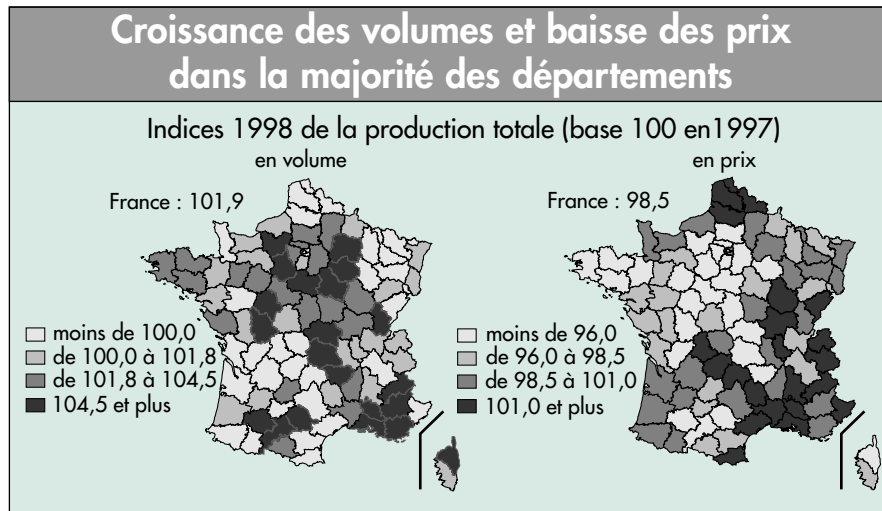 Croissance des volumes et baisse des prix
dans la majorité des départements
Indices 1998 de la production totale (base 100 en1997)
en volume
en prix
France : 101,9
France : 98,5
moins de 100,0
de 100,0 à 101,8
de 101,8 à 104,5
104,5 et plus
moins de 96,0
de 96,0 à 98,5
de 98,5 à 101,0
101,0 et plus